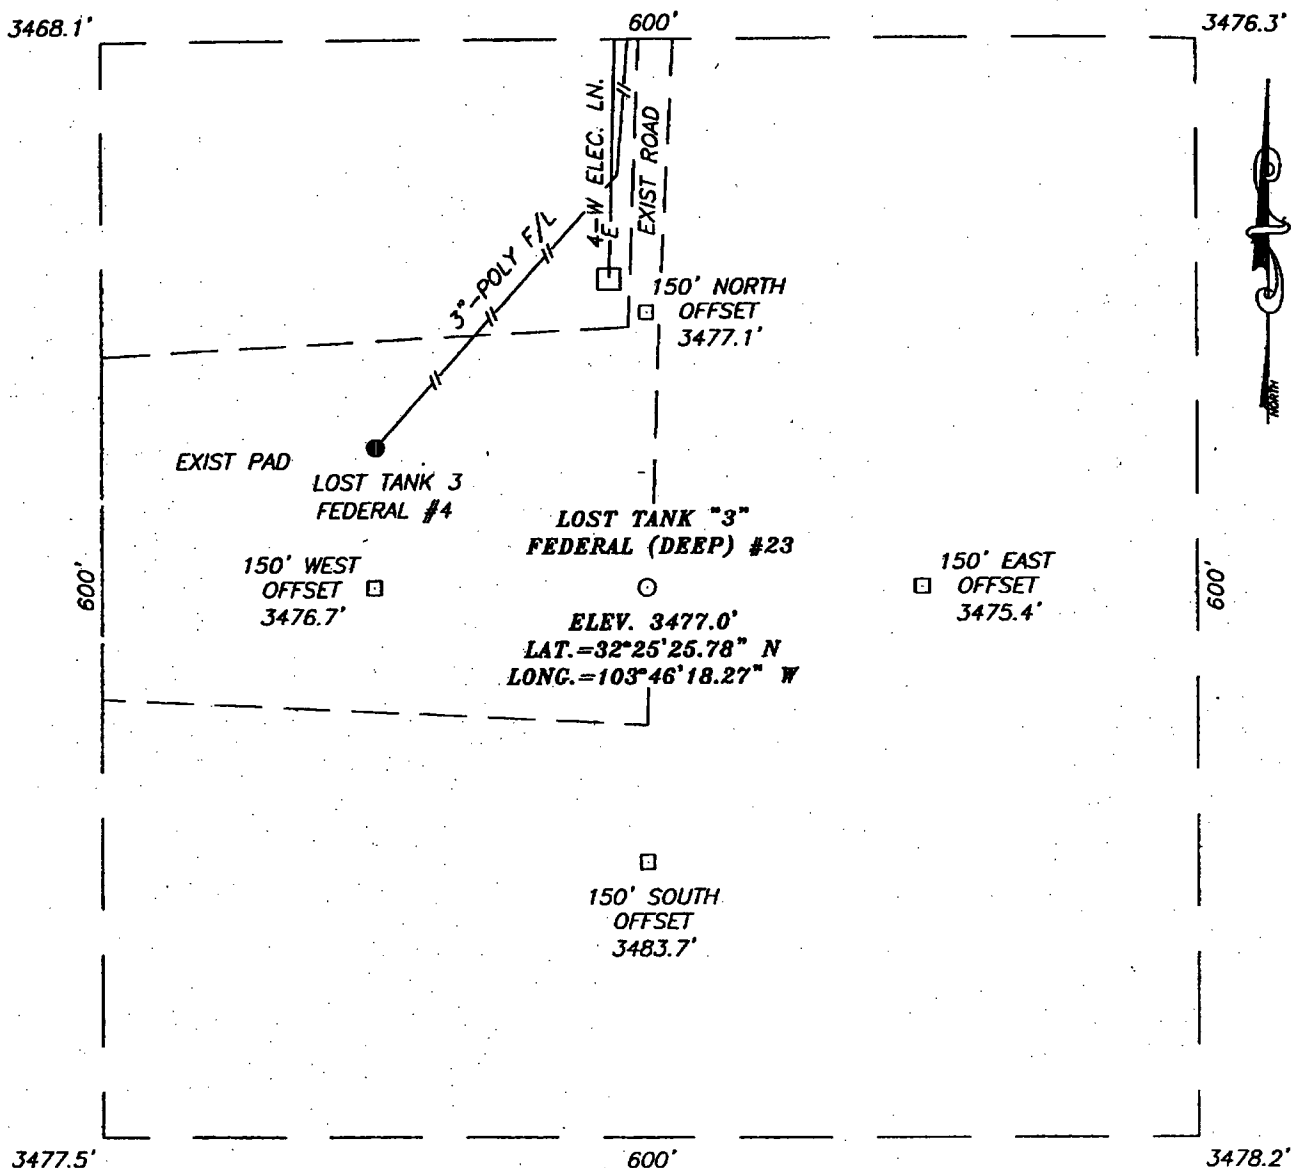 3468.1'
600'
3476.3'
4-W ELEC. LN.
E
EXIST ROAD
3"-POLY F/L
150' NORTH
OFFSET
3477.1'
NORTH
EXIST PAD
LOST TANK 3
FEDERAL #4
LOST TANK "3"
FEDERAL (DEEP) #23
150' WEST
OFFSET
3476.7'
150' EAST
OFFSET
3475.4'
600'
600'
ELEV. 3477.0'
LAT.=32°25'25.78" N
LONG.=103°46'18.27" W
150' SOUTH
OFFSET
3483.7'
3477.5'
600'
3478.2'